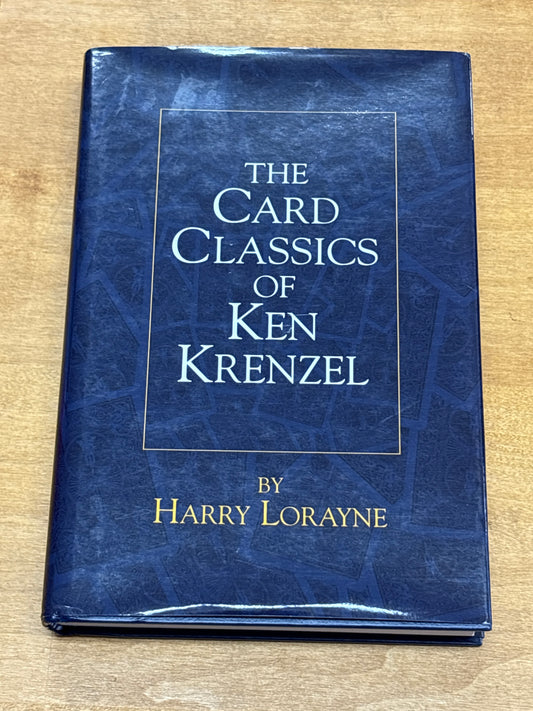 THE
CARD
CLASSICS
OF
KEN
KRENZEL
BY
HARRY LORAYNE